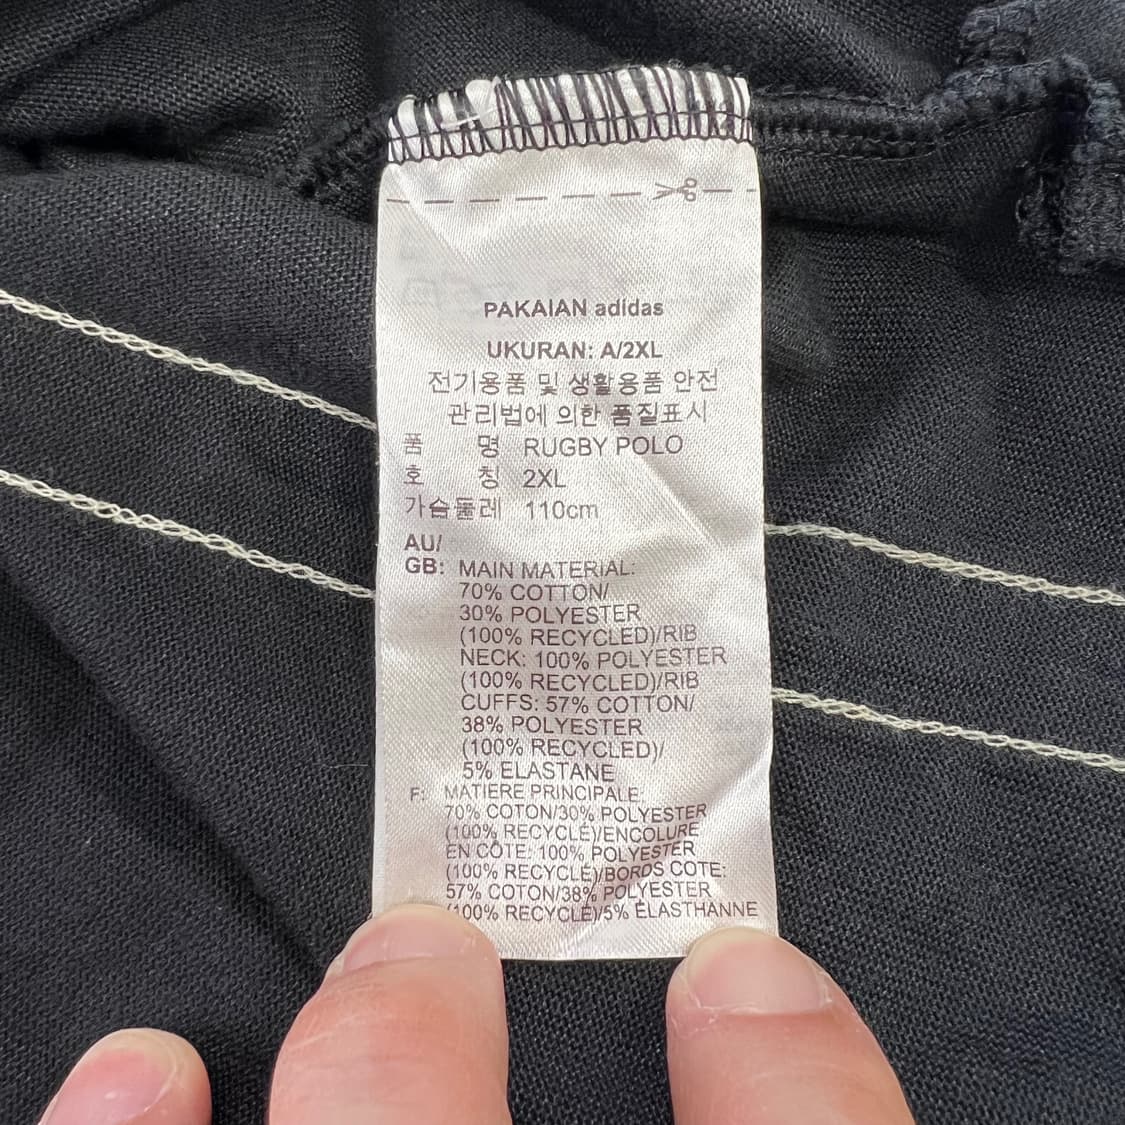 PAKAIAN adidas
UKURAN: A/2XL
전기용품 및 생활용품 안전
관리법에 의한 품질표시
품 명 RUGBY POLO
호 칭 2XL
가슴둘레 110cm
AU/
GB: MAIN MATERIAL:
70% COTTON/
30% POLYESTER
(100% RECYCLED)/RIB
NECK: 100% POLYESTER
(100% RECYCLED)/RIB
CUFFS: 57% COTTON/
38% POLYESTER
(100% RECYCLED)/
5% ELASTANE
F: MATIERE PRINCIPALE:
70% COTON/30% POLYESTER
(100% RECYCLÉ)/ENCOLURE
EN CÔTE: 100% POLYESTER
(100% RECYCLÉ)/BORDS COTE:
57% COTON/38% POLYESTER
(100% RECYCLÉ)/5% ÉLASTHANNE